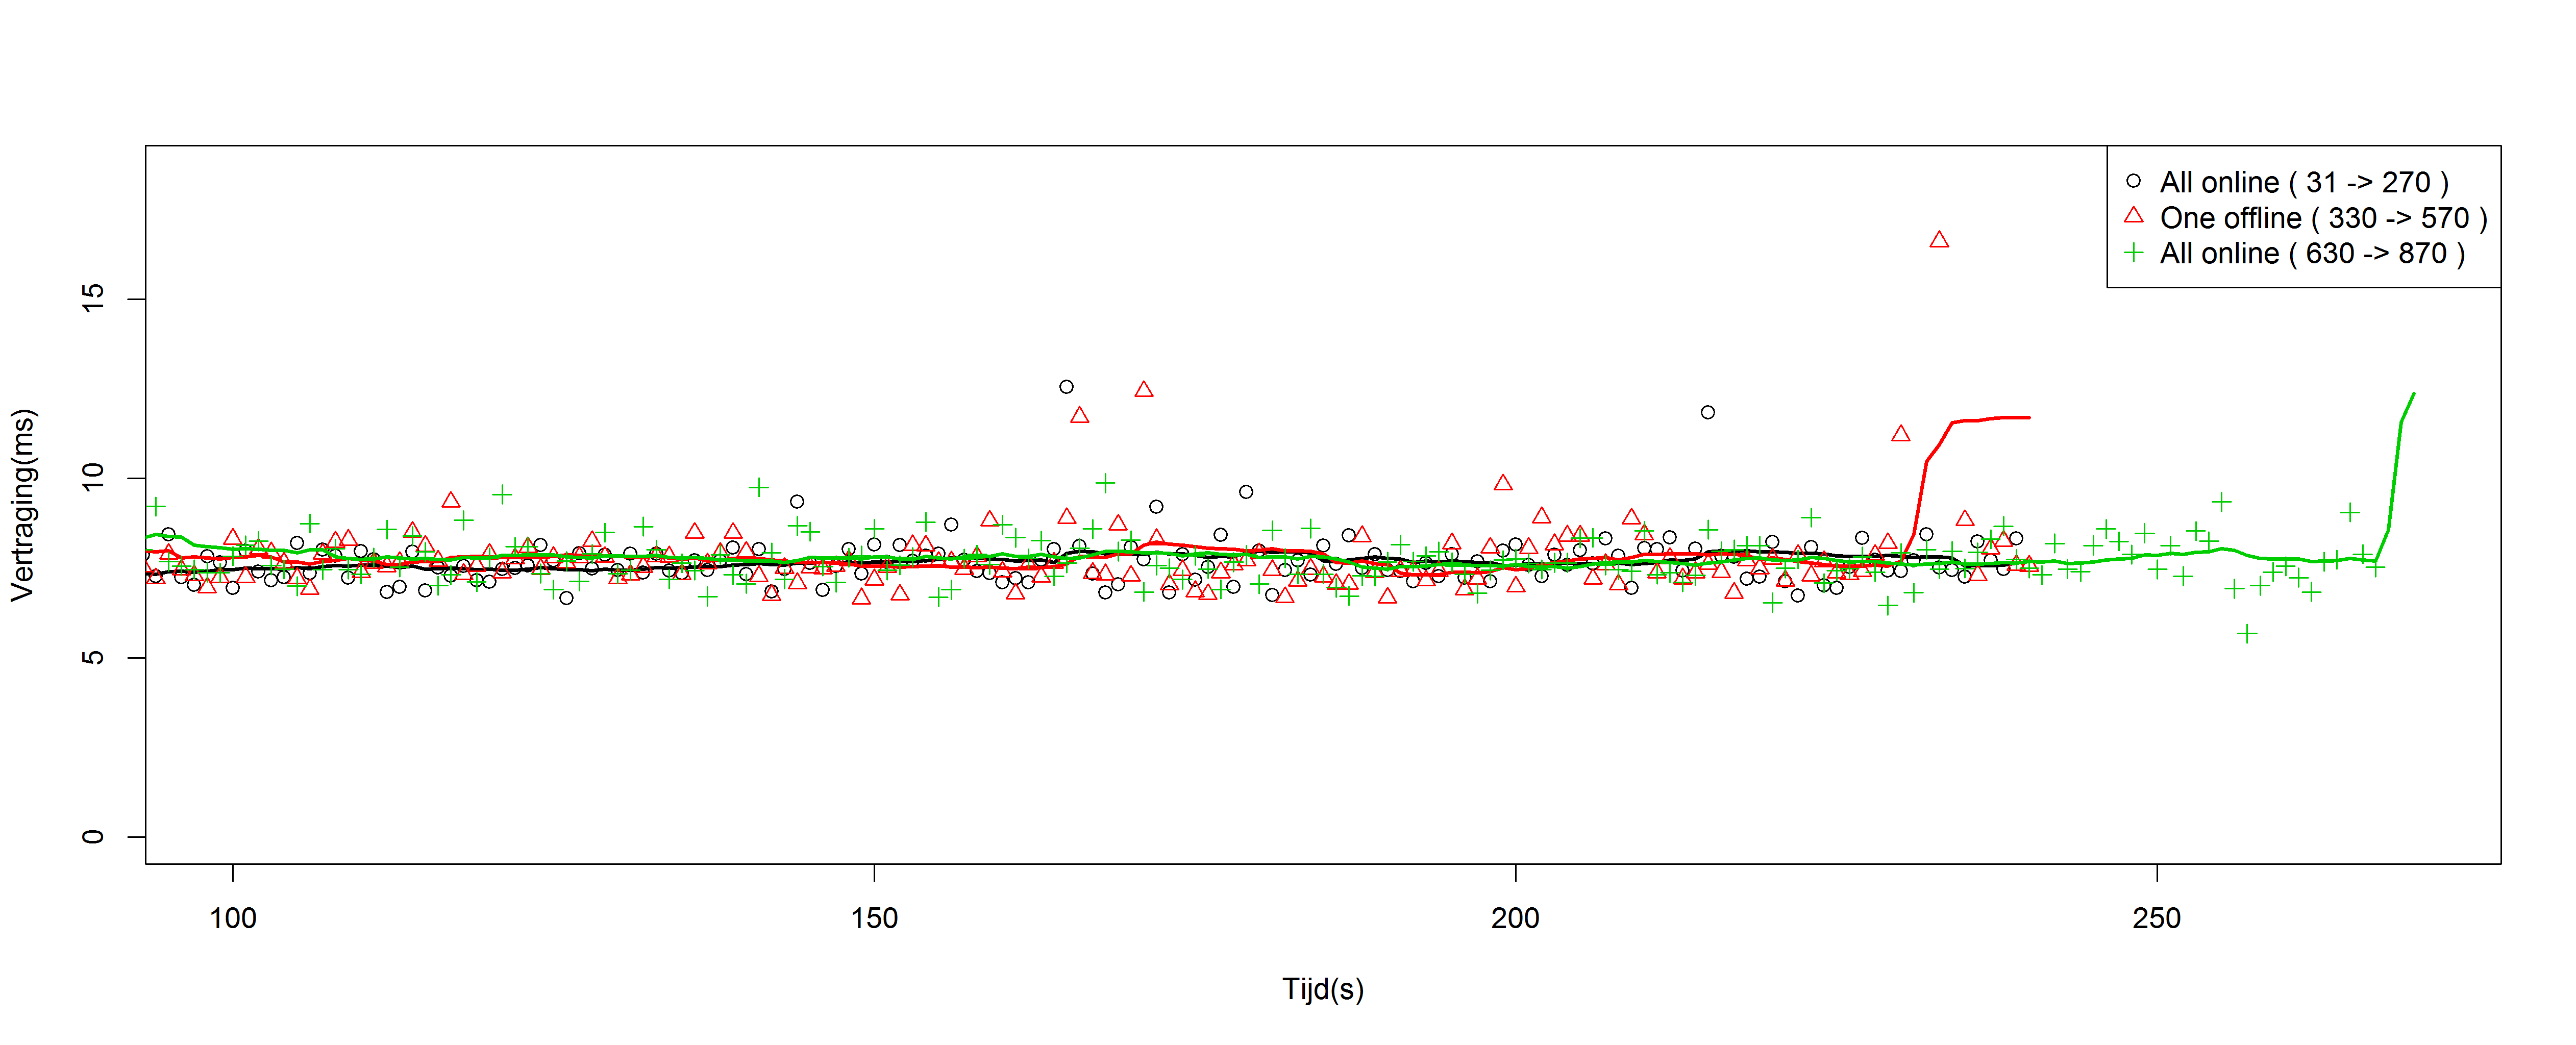 All online ( 31 -> 270 )
One offline ( 330 -> 570 )
All online ( 630 -> 870 )
Vertraging(ms)
15
10
5
0
100 150 200 250
Tijd(s)